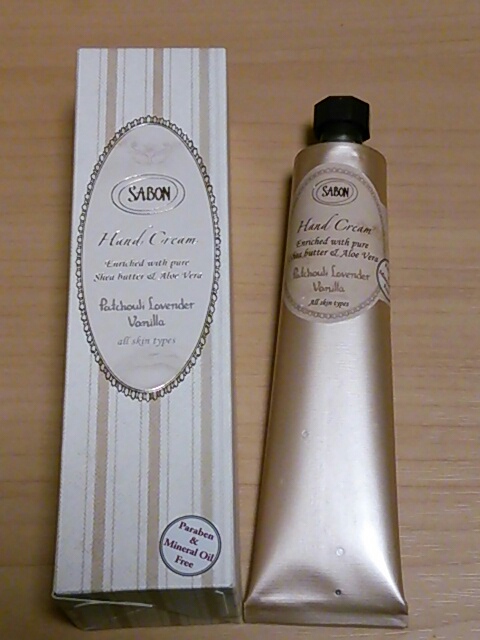 SABON
Hand Cream
Enriched with pure
Shea butter & Aloe Vera
Patchouli Lavender
Vanilla
all skin types
Paraben
&
Mineral Oil
Free
SABON
Hand Cream
Enriched with pure
Shea butter & Aloe Vera
Patchouli Lavender
Vanilla
All skin types